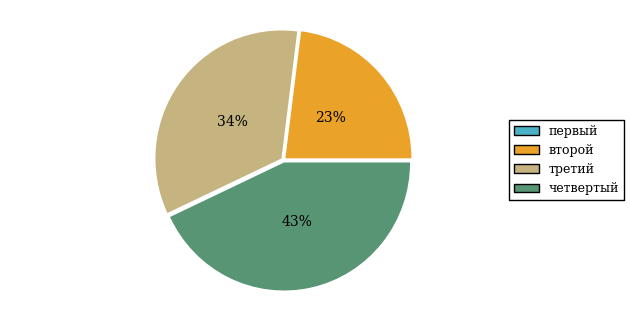 34%
23%
43%
первый
второй
третий
четвертый